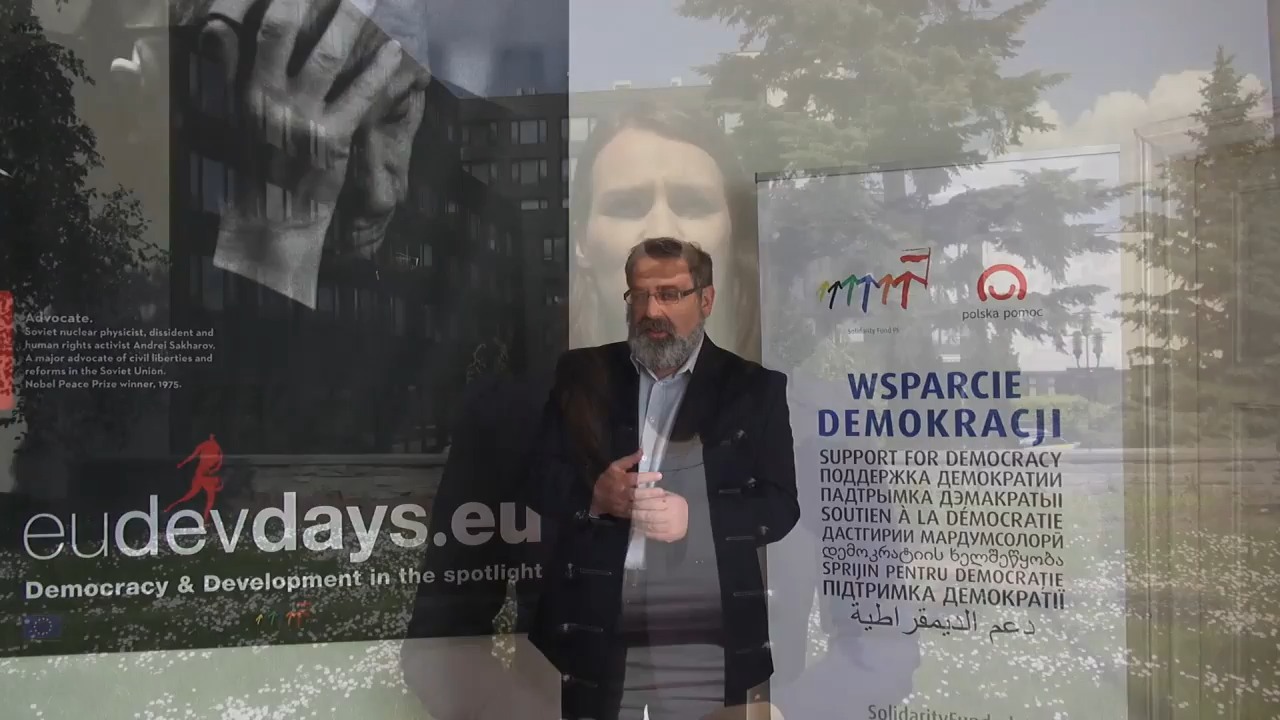 Advocate.
Soviet nuclear physicist, dissident and
human rights activist Andrei Sakharov.
A major advocate of civil liberties and
reforms in the Soviet Union.
Nobel Peace Prize winner, 1975.
eudevdays.eu
Democracy & Development in the spotlight
Solidarity Fund PL
polska pomoc
WSPARCIE
DEMOKRACJI
SUPPORT FOR DEMOCRACY
ПОДДЕРЖКА ДЕМОКРАТИИ
ПАДТРЫМКА ДЭМАКРАТЫІ
SOUTIEN À LA DÉMOCRATIE
ДАСТГИРИИ МАРДУМСОЛОРӢ
დემოკრატიის ხელშეწყობა
SPRIJIN PENTRU DEMOCRAȚIE
ПІДТРИМКА ДЕМОКРАТІЇ
دعم الديمقراطية